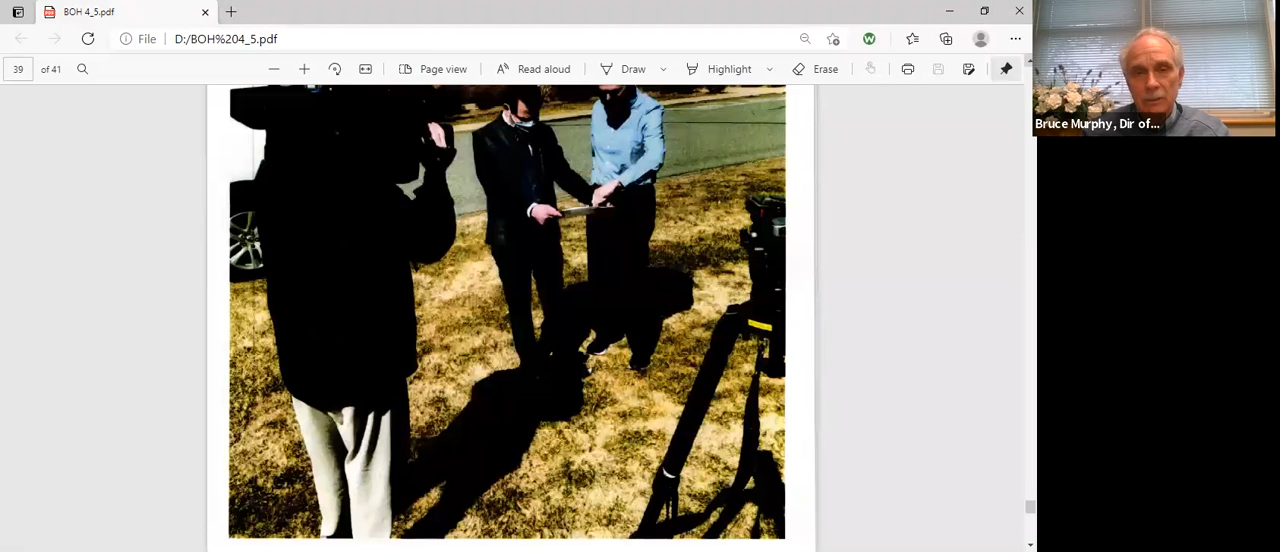 BOH 4_5.pdf
File D:/BOH%204_5.pdf
39 of 41 Page view Read aloud Draw Highlight Erase
Bruce Murphy, Dir of...